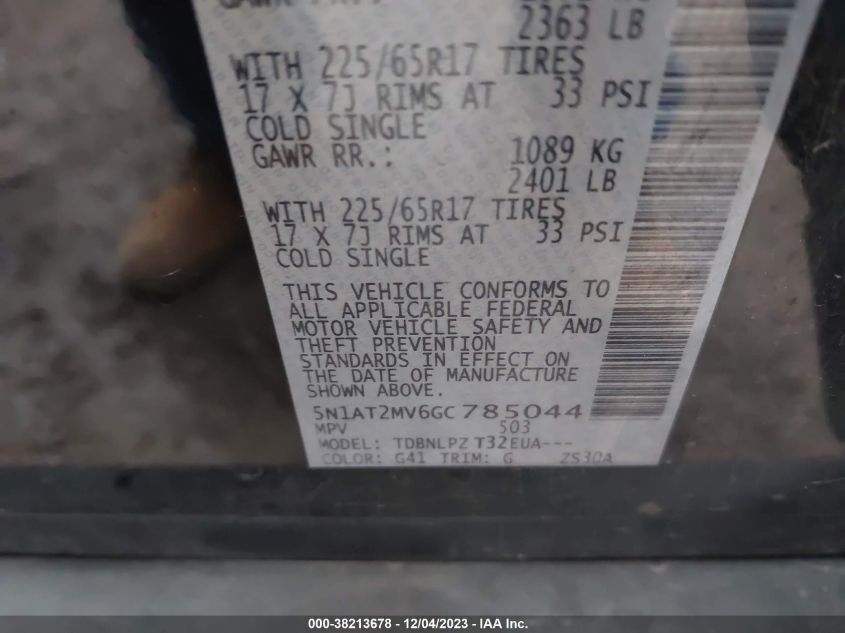 2363 LB
WITH 225/65R17 TIRES
17 X 7J RIMS AT 33 PSI
COLD SINGLE
GAWR RR.: 1089 KG
2401 LB
WITH 225/65R17 TIRES
17 X 7J RIMS AT 33 PSI
COLD SINGLE
THIS VEHICLE CONFORMS TO
ALL APPLICABLE FEDERAL
MOTOR VEHICLE SAFETY AND
THEFT PREVENTION
STANDARDS IN EFFECT ON
THE DATE OF MANUFACTURE
SHOWN ABOVE.
5N1AT2MV6GC785044
MPV 503
MODEL: TDBNLPZ T32EUA---
COLOR: G41 TRIM: G ZS30A
000-38213678 - 12/04/2023 - IAAI Test Inc.